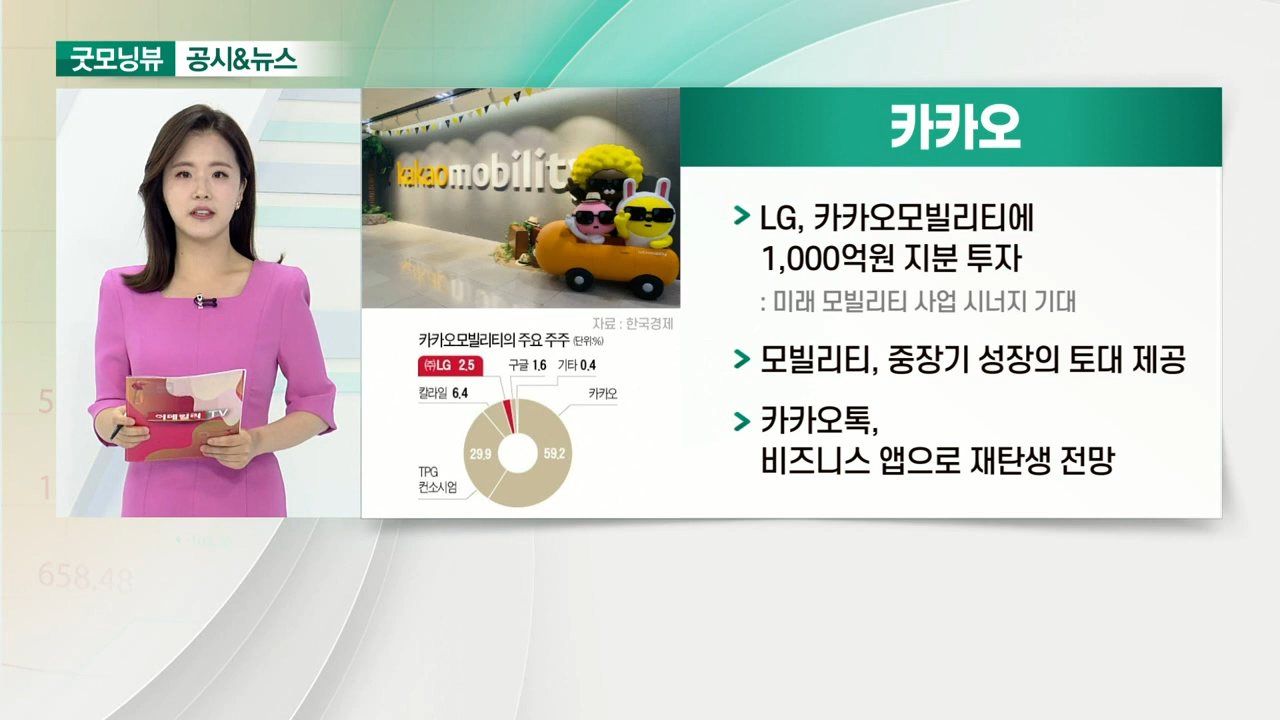 굿모닝뷰 공시&뉴스
kakaomobility
이데일리 TV
자료 : 한국경제
카카오모빌리티의 주요 주주 (단위:%)
㈜LG 2.5
구글 1.6
기타 0.4
칼라일 6.4
카카오
29.9
59.2
TPG
컨소시엄
카카오
LG, 카카오모빌리티에
1,000억원 지분 투자
: 미래 모빌리티 사업 시너지 기대
모빌리티, 중장기 성장의 토대 제공
카카오톡,
비즈니스 앱으로 재탄생 전망
658.48